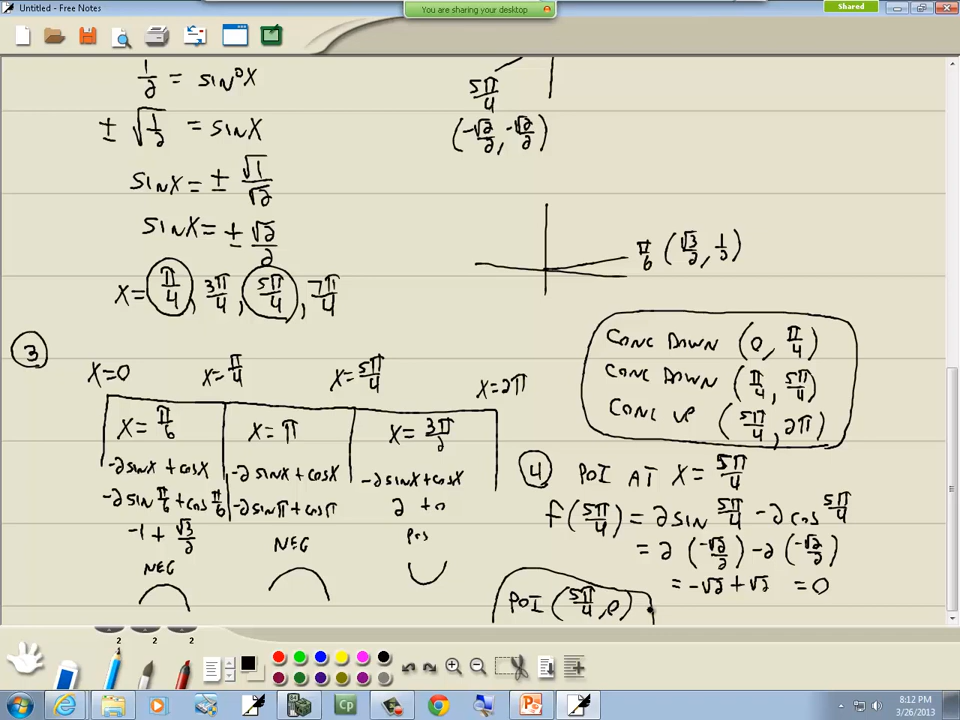 Untitled - Free Notes
You are sharing your desktop
Shared
1/2 = sin²X
± √(1/2) = sinX
sinX = ± √1/√2
sinX = ± √2/2
X = π/4, 3π/4, 5π/4, 7π/4
5π/4
(-√2/2, -√2/2)
π/6 (√3/2, 1/2)
CONC DOWN (0, π/4)
CONC DOWN (π/4, 5π/4)
CONC UP (5π/4, 2π)
③
X=0 X=π/4 X=5π/4 X=2π
X=π/6 X=π X=3π/2
-2sinX+cosX -2sinX+cosX -2sinX+cosX
-2sin π/6+cos π/6 -2sinπ+cosπ 2 +0
-1 + √3/2 NEG POS
NEG
④ POI AT X = 5π/4
f(5π/4) = 2sin 5π/4 - 2cos 5π/4
= 2 (-√2/2) - 2 (-√2/2)
= -√2 + √2 = 0
POI (5π/4, 0)
2 2 2
Cp
8:12 PM
3/26/2013